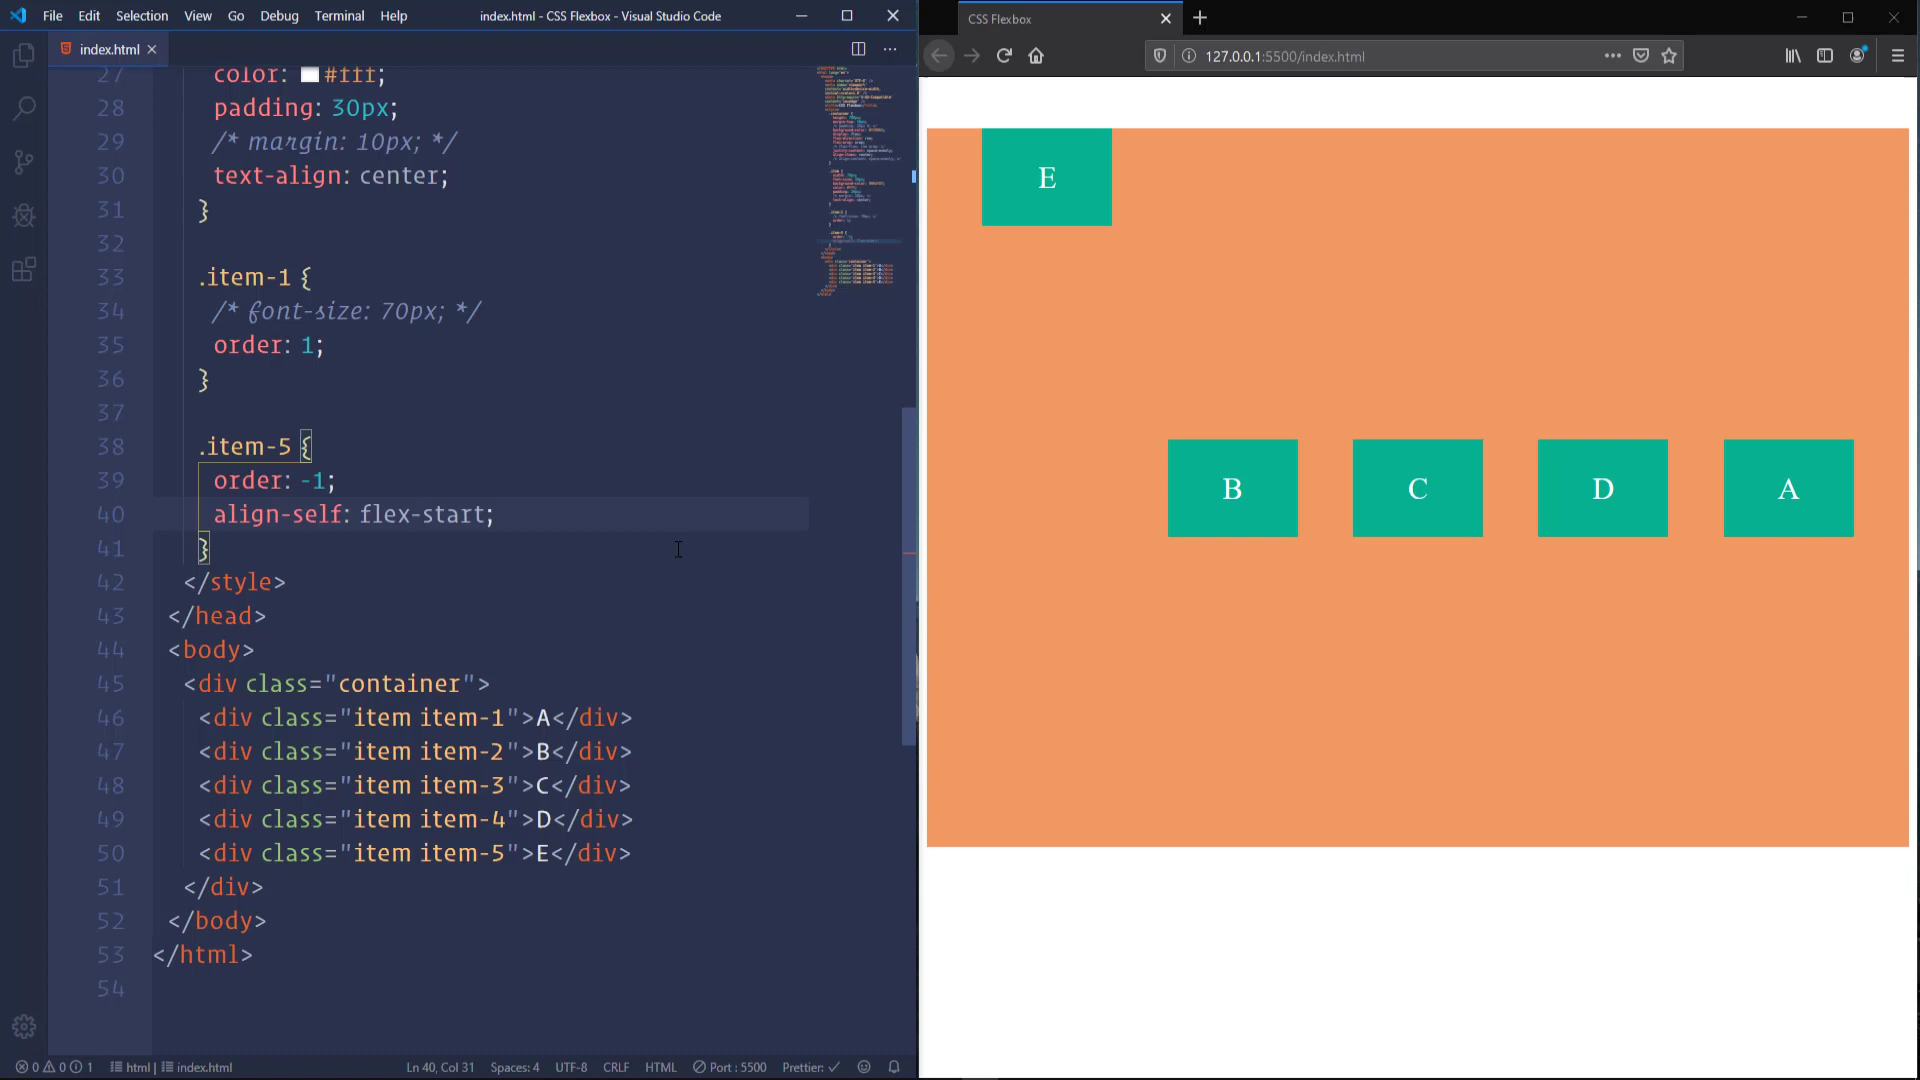 File Edit Selection View Go Debug Terminal Help index.html - CSS Flexbox - Visual Studio Code
index.html
27 color: #fff;
28 padding: 30px;
29 /* margin: 10px; */
30 text-align: center;
31 }
32
33 .item-1 {
34 /* font-size: 70px; */
35 order: 1;
36 }
37
38 .item-5 {
39 order: -1;
40 align-self: flex-start;
41 }
42 </style>
43 </head>
44 <body>
45 <div class="container">
46 <div class="item item-1">A</div>
47 <div class="item item-2">B</div>
48 <div class="item item-3">C</div>
49 <div class="item item-4">D</div>
50 <div class="item item-5">E</div>
51 </div>
52 </body>
53 </html>
54
0 0 1 html | index.html Ln 40, Col 31 Spaces: 4 UTF-8 CRLF HTML Port : 5500 Prettier: ✓
CSS Flexbox
127.0.0.1:5500/index.html
E
B C D A